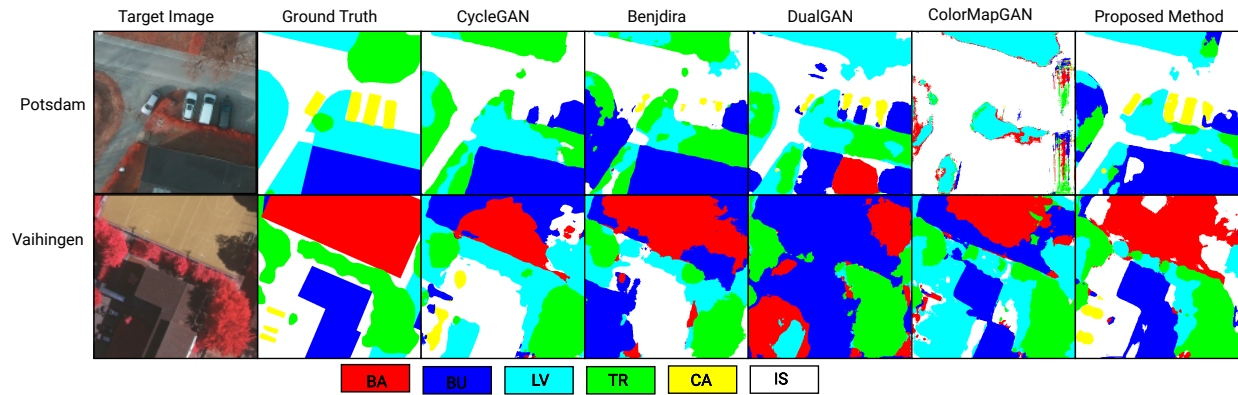 Target Image Ground Truth CycleGAN Benjdira DualGAN ColorMapGAN Proposed Method
Potsdam
Vaihingen
BA BU LV TR CA IS